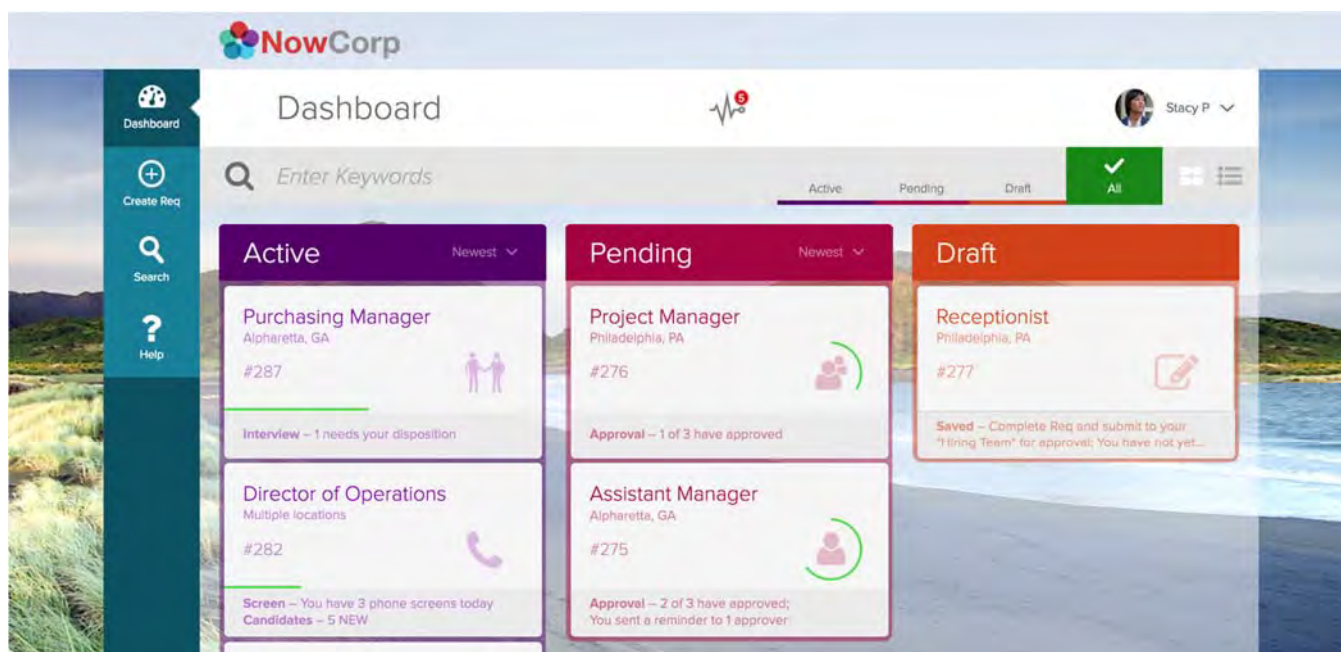 NowCorp
Dashboard
Dashboard
5
Stacy P
Create Req
Enter Keywords
Active
Pending
Draft
All
Search
Help
Active
Newest
Purchasing Manager
Alpharetta, GA
#287
Interview – 1 needs your disposition
Director of Operations
Multiple locations
#282
Screen – You have 3 phone screens today
Candidates – 5 NEW
Pending
Newest
Project Manager
Philadelphia, PA
#276
Approval – 1 of 3 have approved
Assistant Manager
Alpharetta, GA
#275
Approval – 2 of 3 have approved;
You sent a reminder to 1 approver
Draft
Receptionist
Philadelphia, PA
#277
Saved – Complete Req and submit to your
"Hiring Team" for approval; You have not yet...